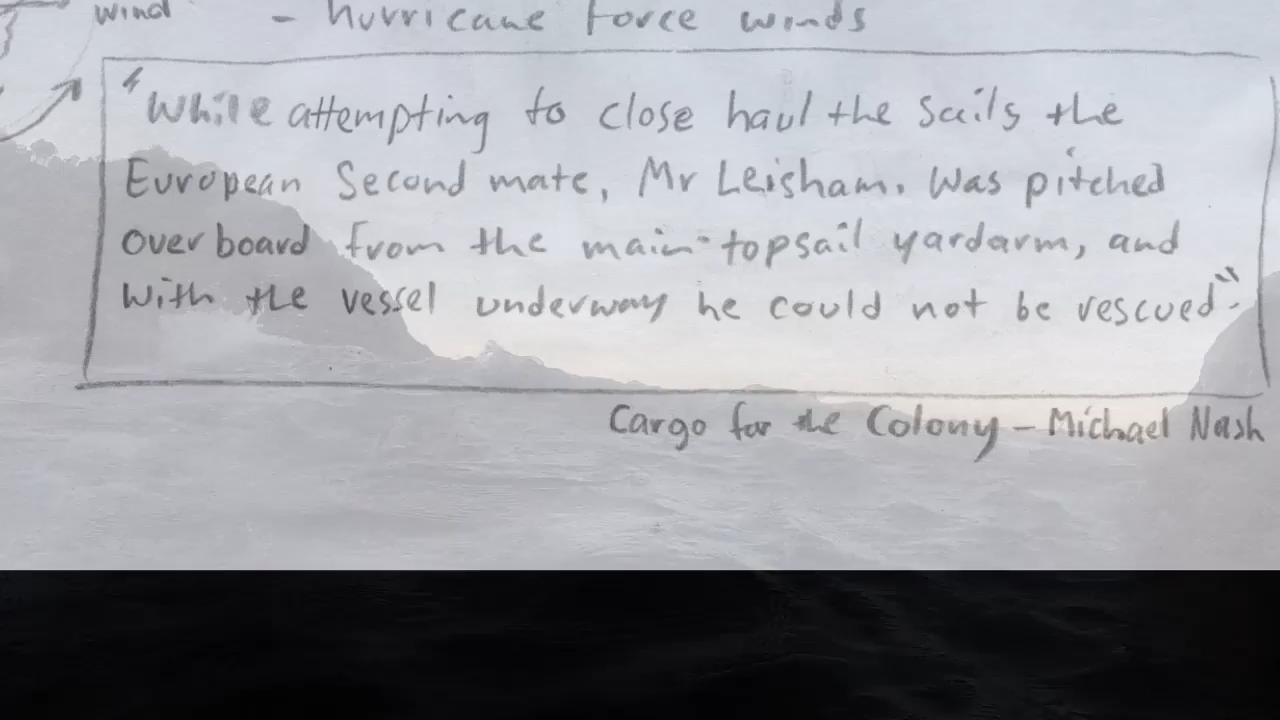 wind - hurricane force winds
"While attempting to close haul the sails the
European Second mate, Mr Leisham. Was pitched
overboard from the main-topsail yardarm, and
with the vessel underway he could not be rescued".
Cargo for the Colony - Michael Nash